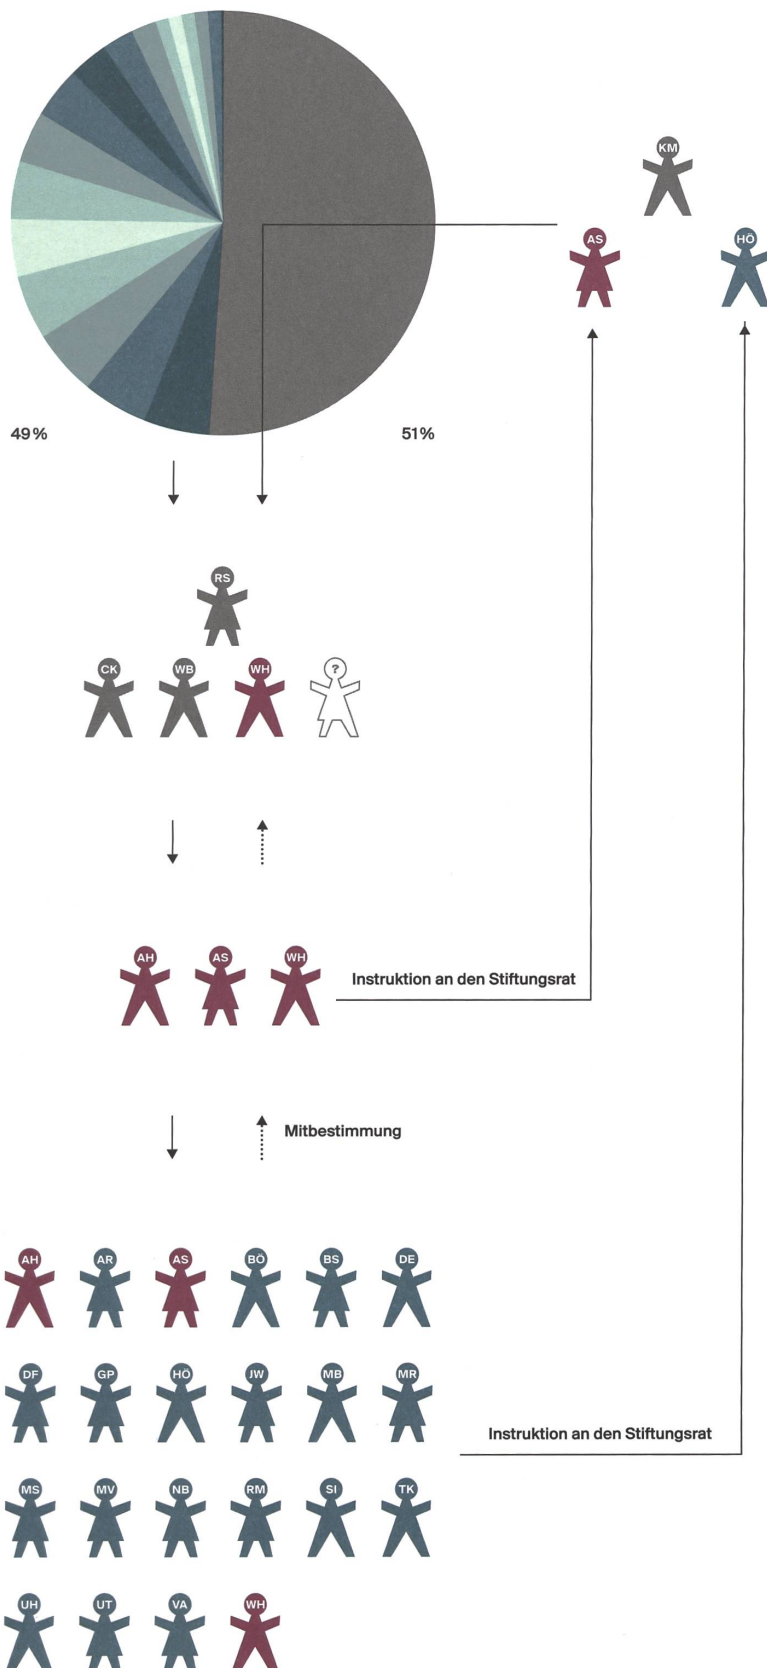 KM
AS
HÖ
49%
51%
RS
CK
WB
WH
?
AH
AS
WH
Instruktion an den Stiftungsrat
Mitbestimmung
AH
AR
AS
BÖ
BS
DE
DF
GP
HÖ
JW
MB
MR
Instruktion an den Stiftungsrat
MS
MV
NB
RM
SI
TK
UH
UT
VA
WH